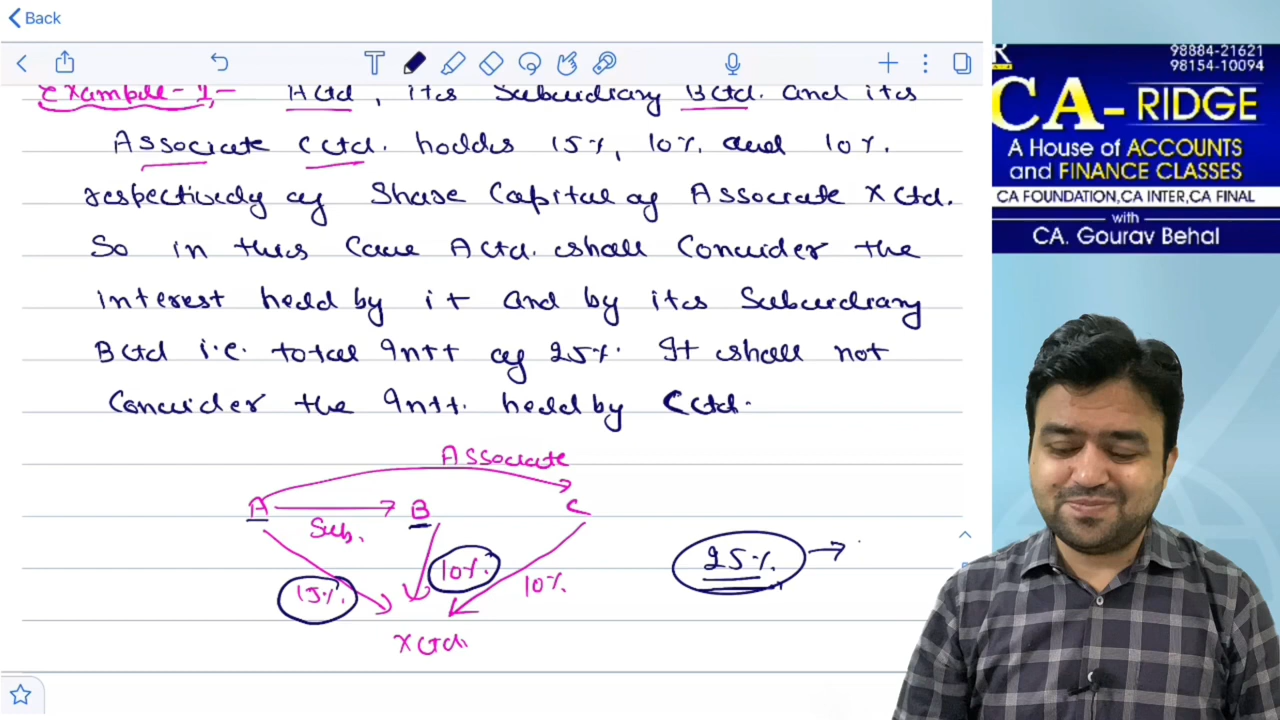 Back
Example-1- A Ltd, its Subsidiary B Ltd. and its
Associate C Ltd. holds 15%, 10% and 10%.
respectively of Share Capital of Associate X Ltd.
So in this Case A Ltd. shall Consider the
interest held by it and by its Subsidiary
B Ltd i.e. total Intt of 25%. It shall not
Consider the Intt. held by C Ltd.
Associate
A B C
Sub.
15% 10% 10%
25%
X Ltd.
98884-21621
98154-10094
R
CA- RIDGE
A House of ACCOUNTS
and FINANCE CLASSES
CA FOUNDATION,CA INTER,CA FINAL
with
CA. Gourav Behal